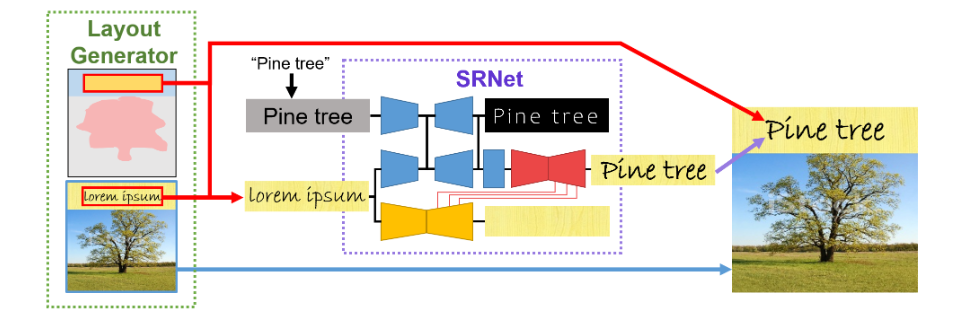 Layout
Generator
lorem ipsum
"Pine tree"
SRNet
Pine tree
Pine tree
lorem ipsum
Pine tree
Pine tree